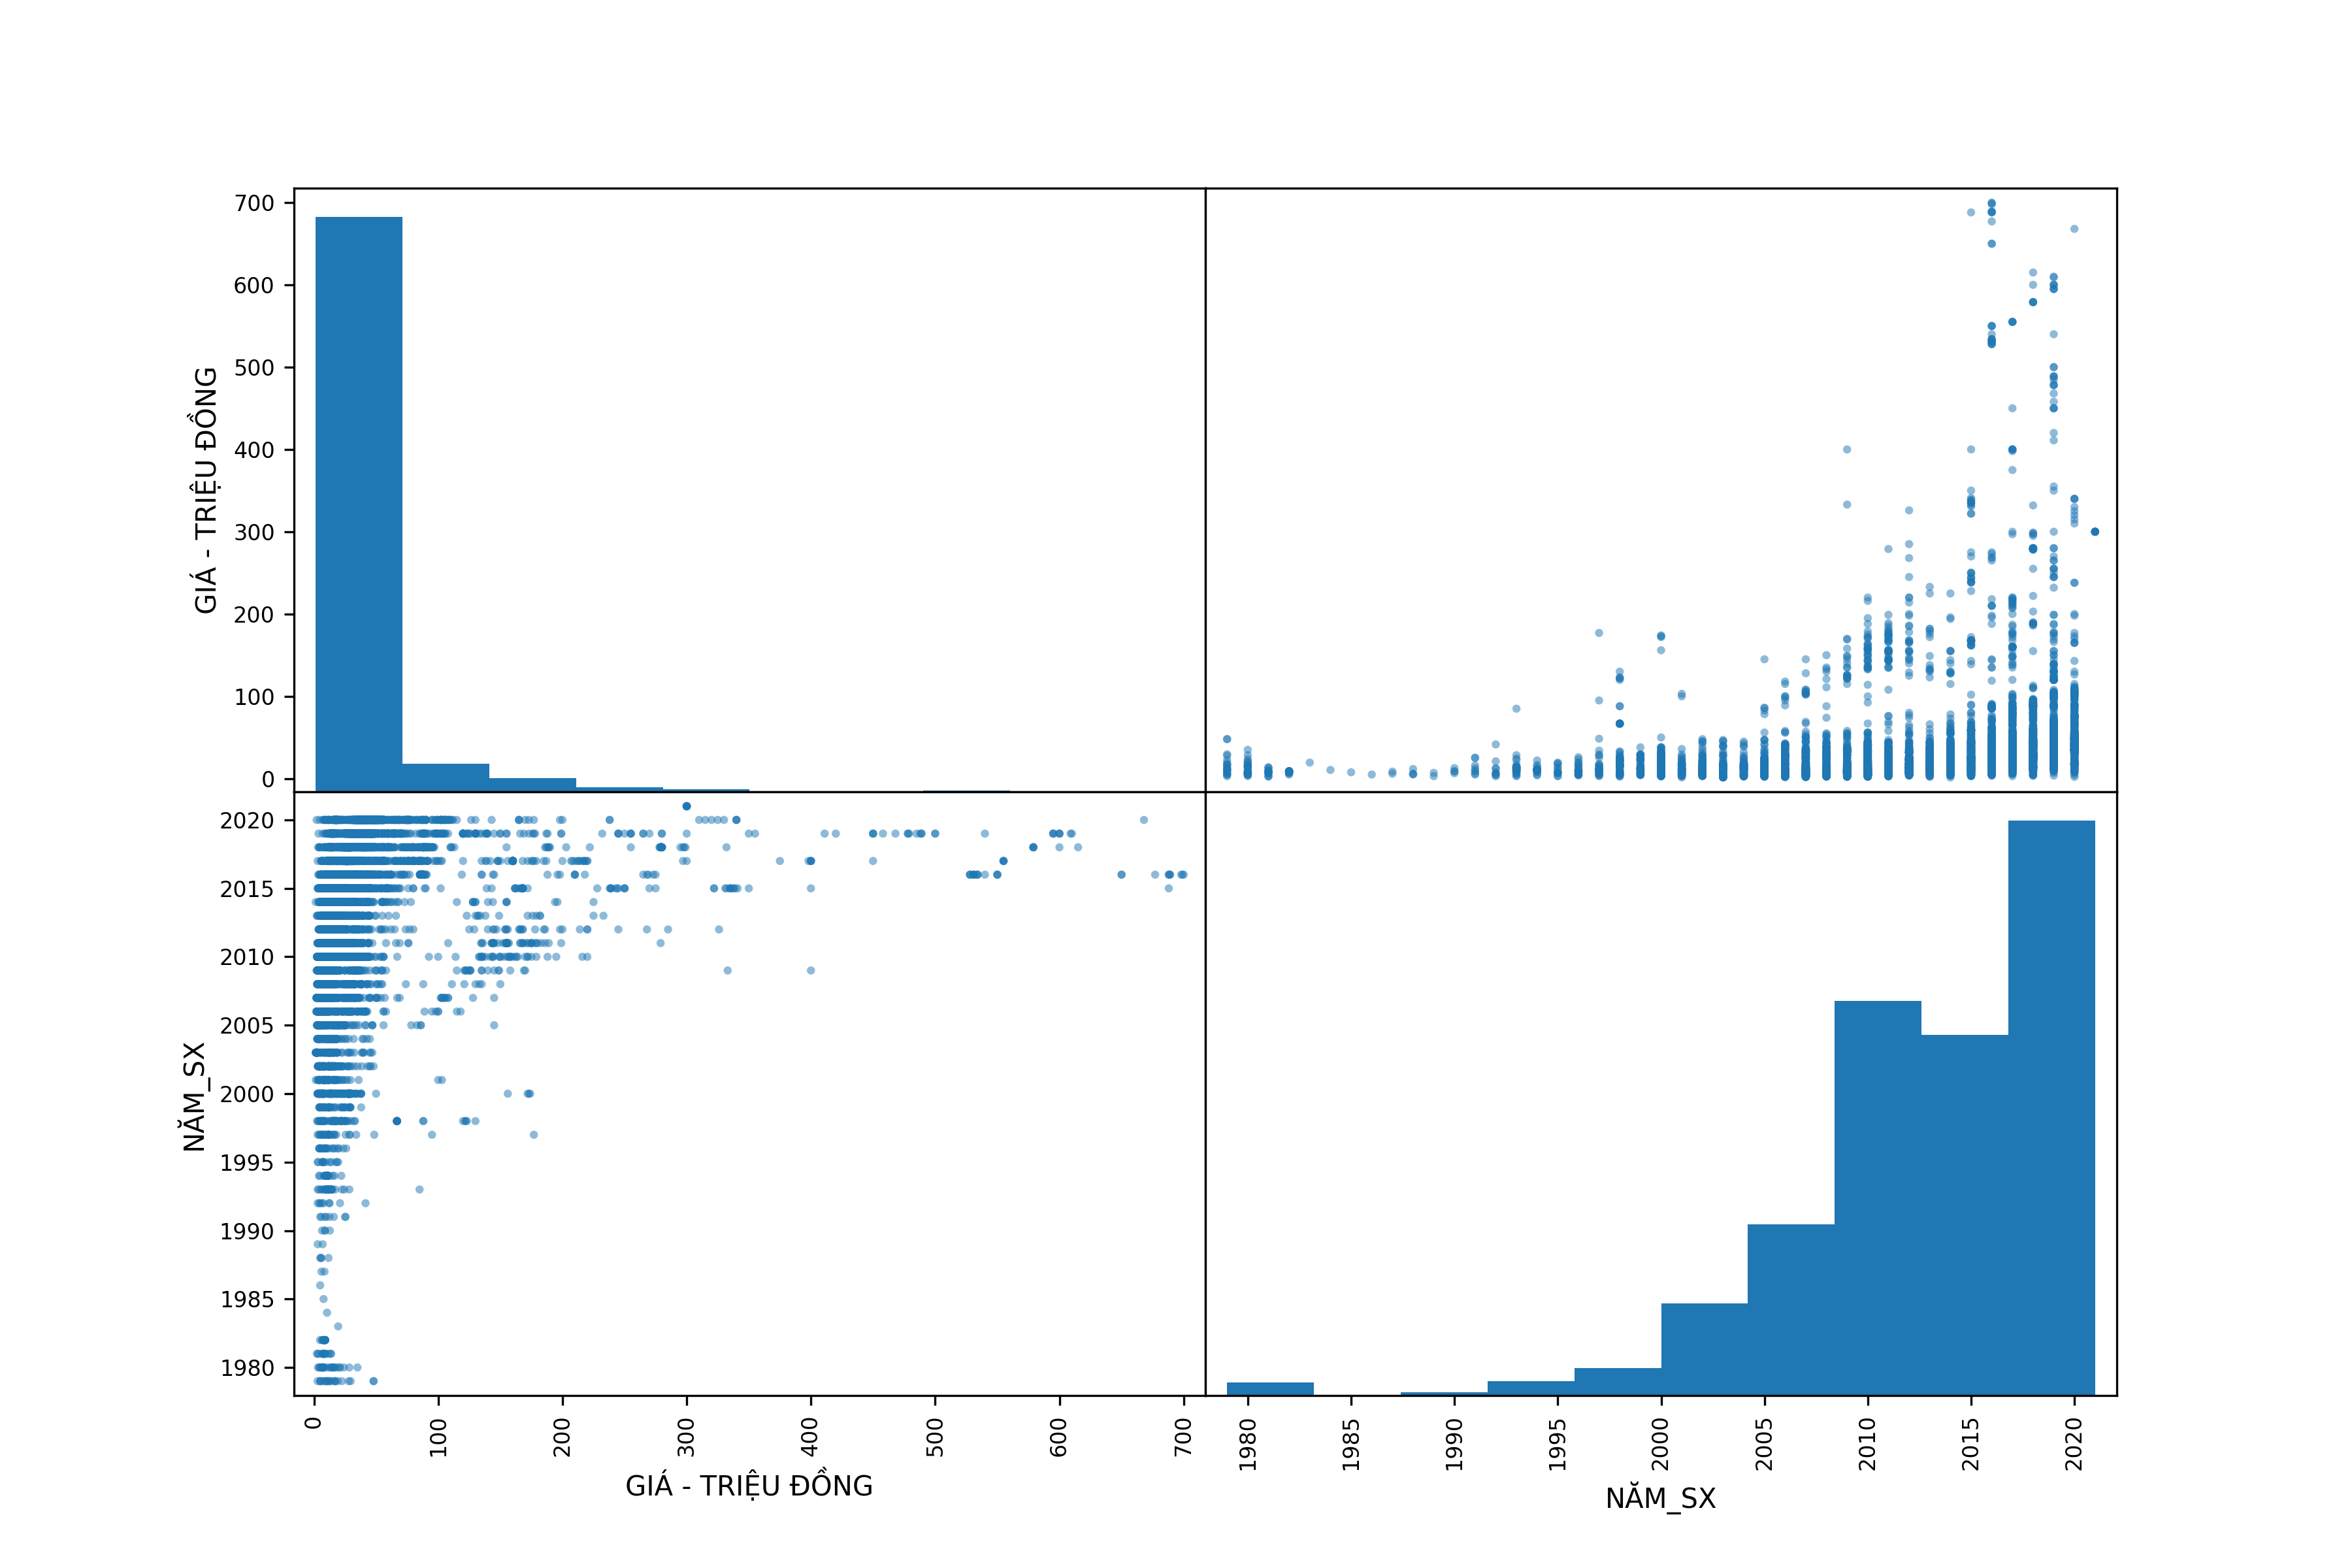 700
600
500
400
300
200
100
0
GIÁ - TRIỆU ĐỒNG
2020
2015
2010
2005
2000
1995
1990
1985
1980
NĂM_SX
0 100 200 300 400 500 600 700
GIÁ - TRIỆU ĐỒNG
1980 1985 1990 1995 2000 2005 2010 2015 2020
NĂM_SX